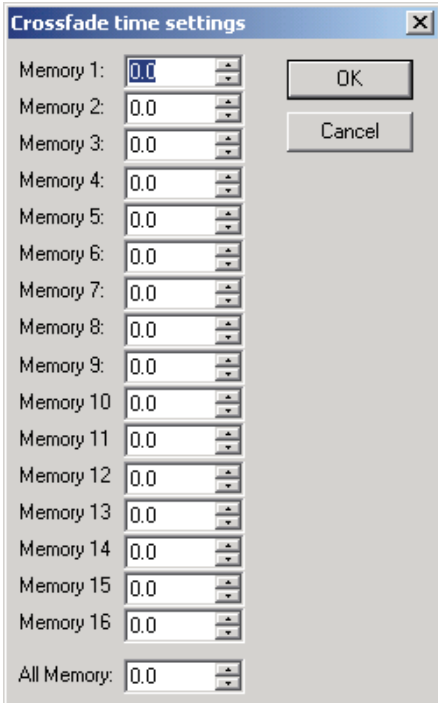 Crossfade time settings
Memory 1: 0.0
OK
Memory 2: 0.0
Cancel
Memory 3: 0.0
Memory 4: 0.0
Memory 5: 0.0
Memory 6: 0.0
Memory 7: 0.0
Memory 8: 0.0
Memory 9: 0.0
Memory 10 0.0
Memory 11 0.0
Memory 12 0.0
Memory 13 0.0
Memory 14 0.0
Memory 15 0.0
Memory 16 0.0
All Memory: 0.0